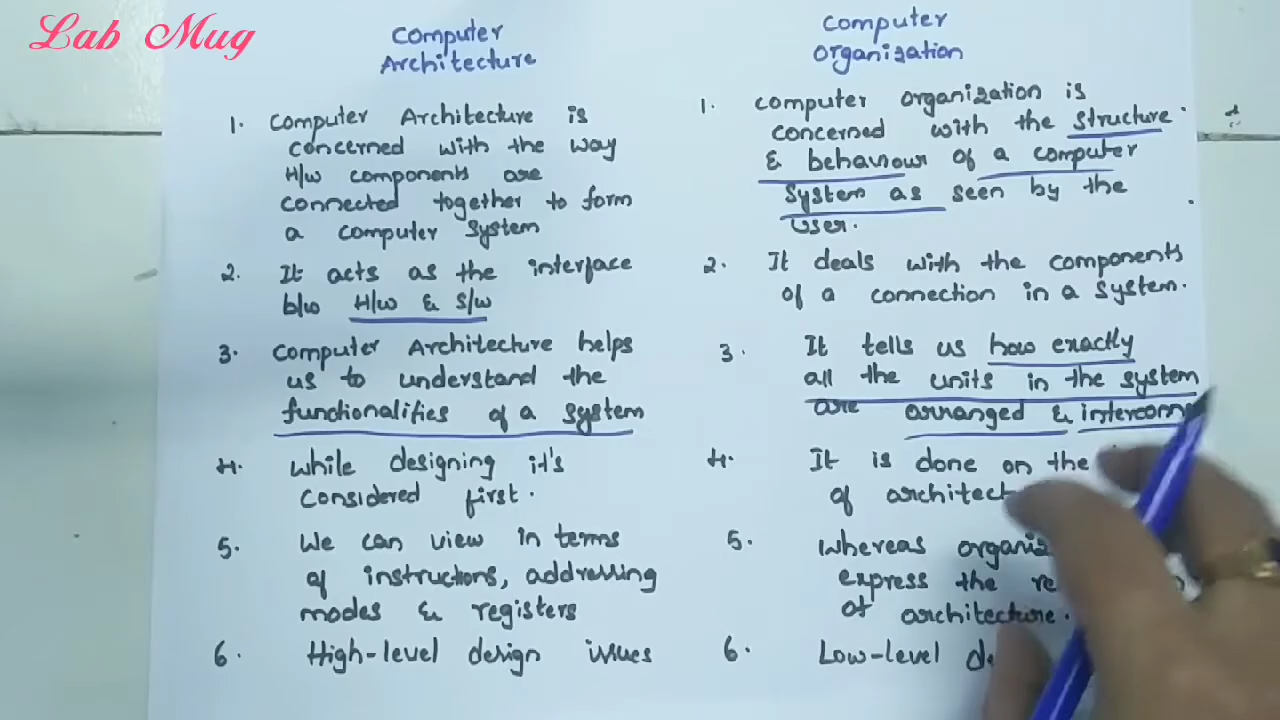 Lab Mug
Computer
Architecture
1. Computer Architecture is
concerned with the way
H/w components are
connected together to form
a computer system
2. It acts as the interface
b/w H/w & S/w
3. Computer Architecture helps
us to understand the
functionalities of a system
4. While designing it's
considered first.
5. We can view in terms
of instructions, addressing
modes & registers
6. High-level design issues
Computer
Organization
1. computer organization is
concerned with the structure
& behaviour of a computer
system as seen by the
user.
2. It deals with the components
of a connection in a system.
3. It tells us how exactly
all the units in the system
are arranged &
4. It is done on the
of
5. Whereas
express the
of architecture.
6. Low-level